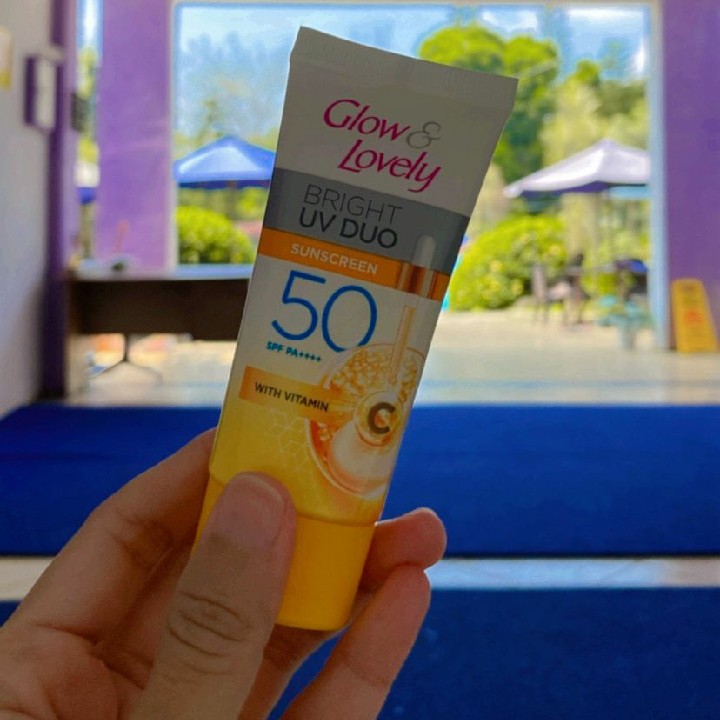 Glow &
Lovely
BRIGHT
UV DUO
SUNSCREEN
50
SPF PA++++
WITH VITAMIN
C